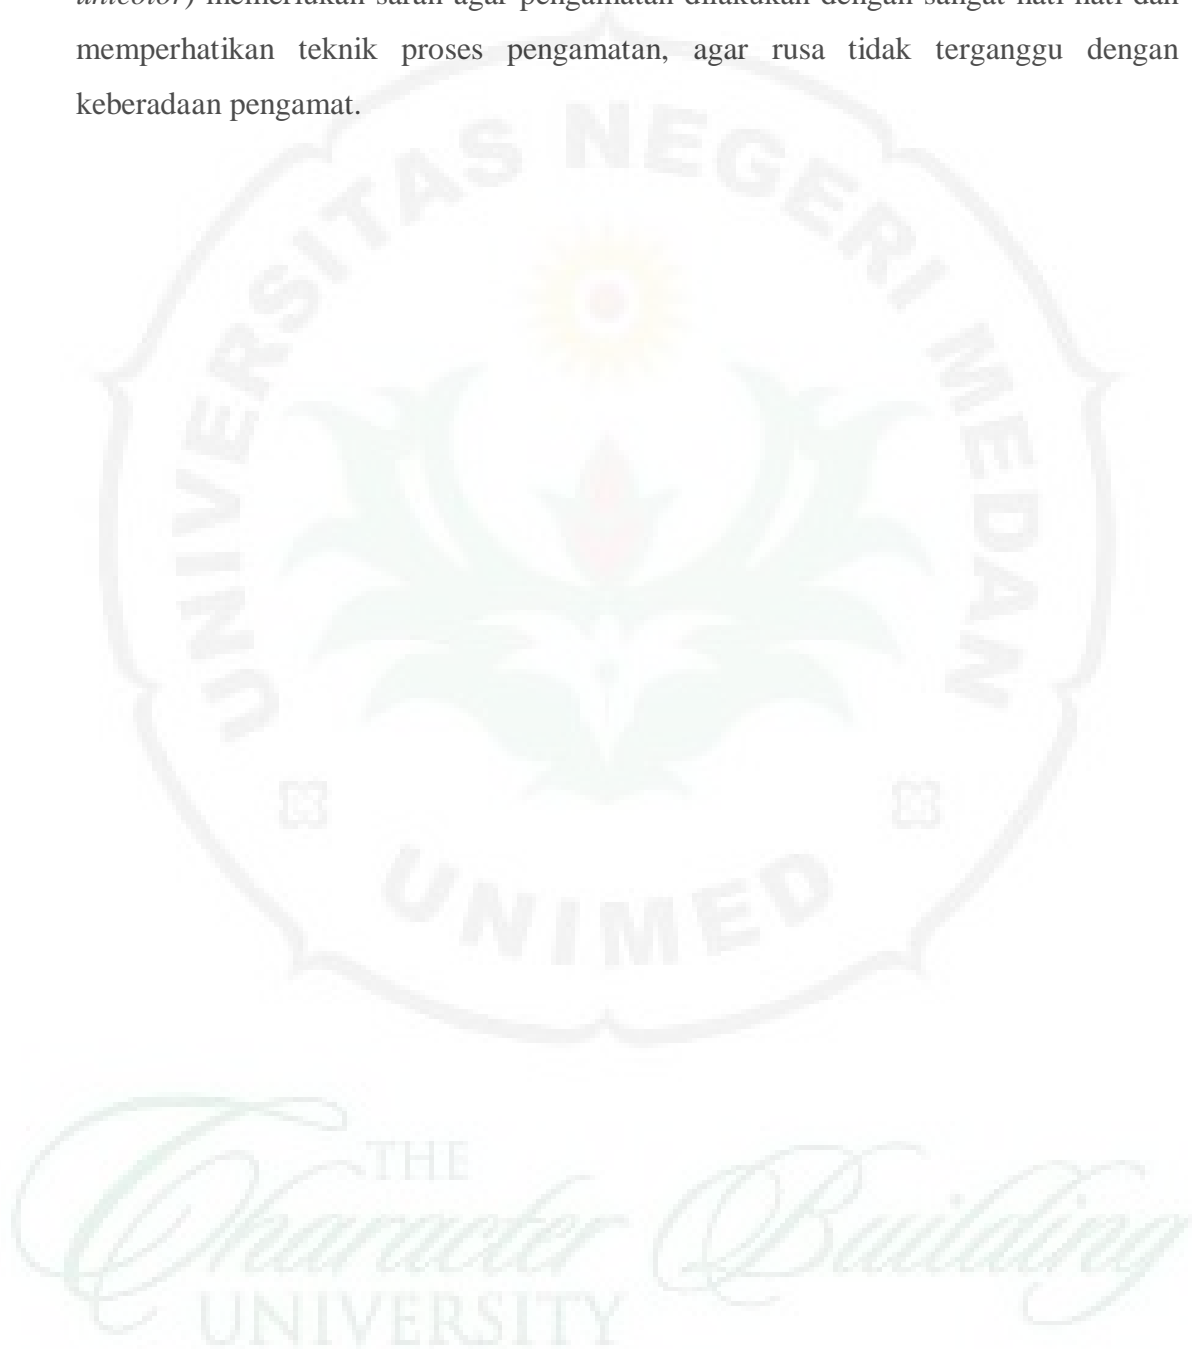 unicolor) memerlukan saran agar pengamatan dilakukan dengan sangat hati-hati dan
memperhatikan teknik proses pengamatan, agar rusa tidak terganggu dengan
keberadaan pengamat.
UNIVERSITAS NEGERI MEDAN
UNIMED
THE
Character Building
UNIVERSITY